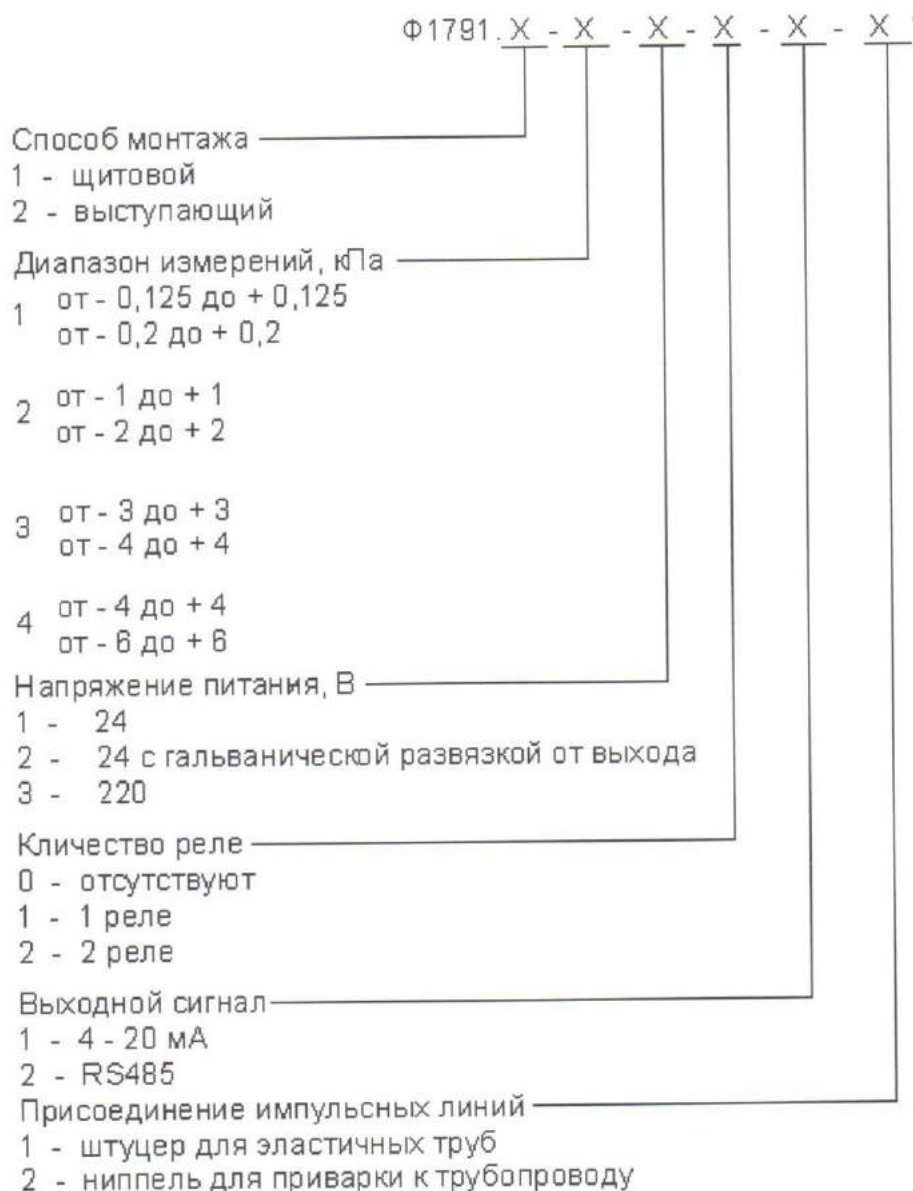 Ф1791.X - X - X - X - X - X
Способ монтажа
1 - щитовой
2 - выступающий
Диапазон измерений, кПа
1 от - 0,125 до + 0,125
от - 0,2 до + 0,2
2 от - 1 до + 1
от - 2 до + 2
3 от - 3 до + 3
от - 4 до + 4
4 от - 4 до + 4
от - 6 до + 6
Напряжение питания, В
1 - 24
2 - 24 с гальванической развязкой от выхода
3 - 220
Кличество реле
0 - отсутствуют
1 - 1 реле
2 - 2 реле
Выходной сигнал
1 - 4 - 20 мА
2 - RS485
Присоединение импульсных линий
1 - штуцер для эластичных труб
2 - ниппель для приварки к трубопроводу